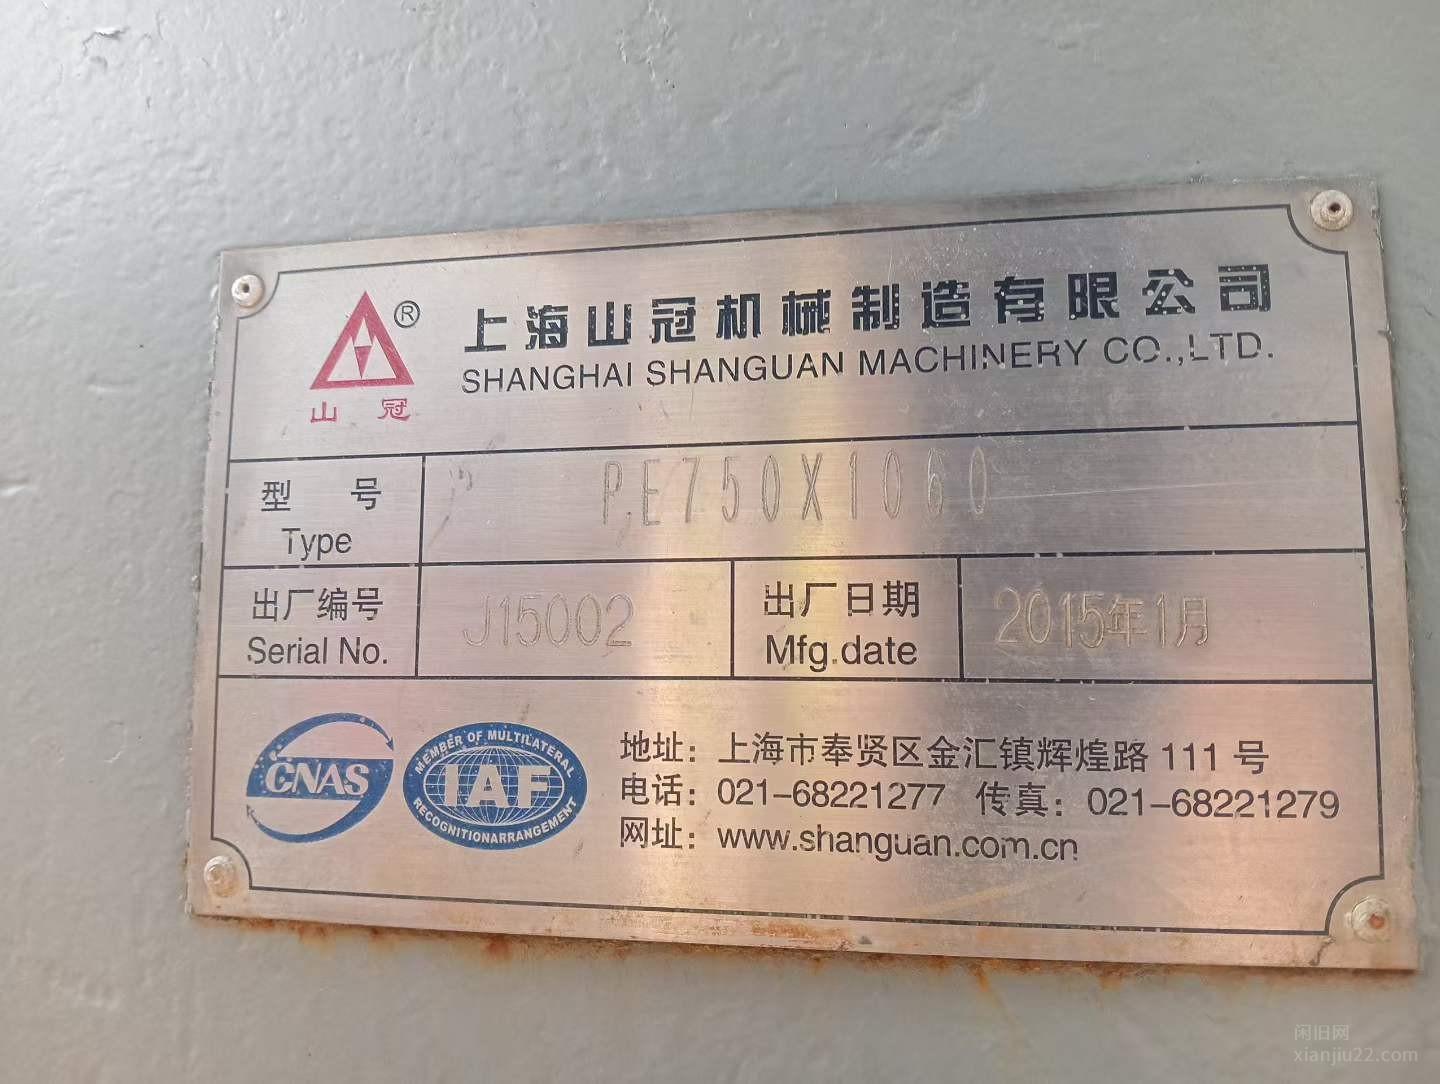 ®
上海山冠机械制造有限公司
SHANGHAI SHANGUAN MACHINERY CO.,LTD.
山冠
型号
Type
PE750X1060
出厂编号
Serial No.
J15002
出厂日期
Mfg.date
2015年1月
CNAS
MEMBER OF MULTILATERAL
IAF
RECOGNITIONARRANGEMENT
地址：上海市奉贤区金汇镇辉煌路 111 号
电话：021-68221277 传真：021-68221279
网址：www.shanguan.com.cn
闲旧网
xianjiu22.com